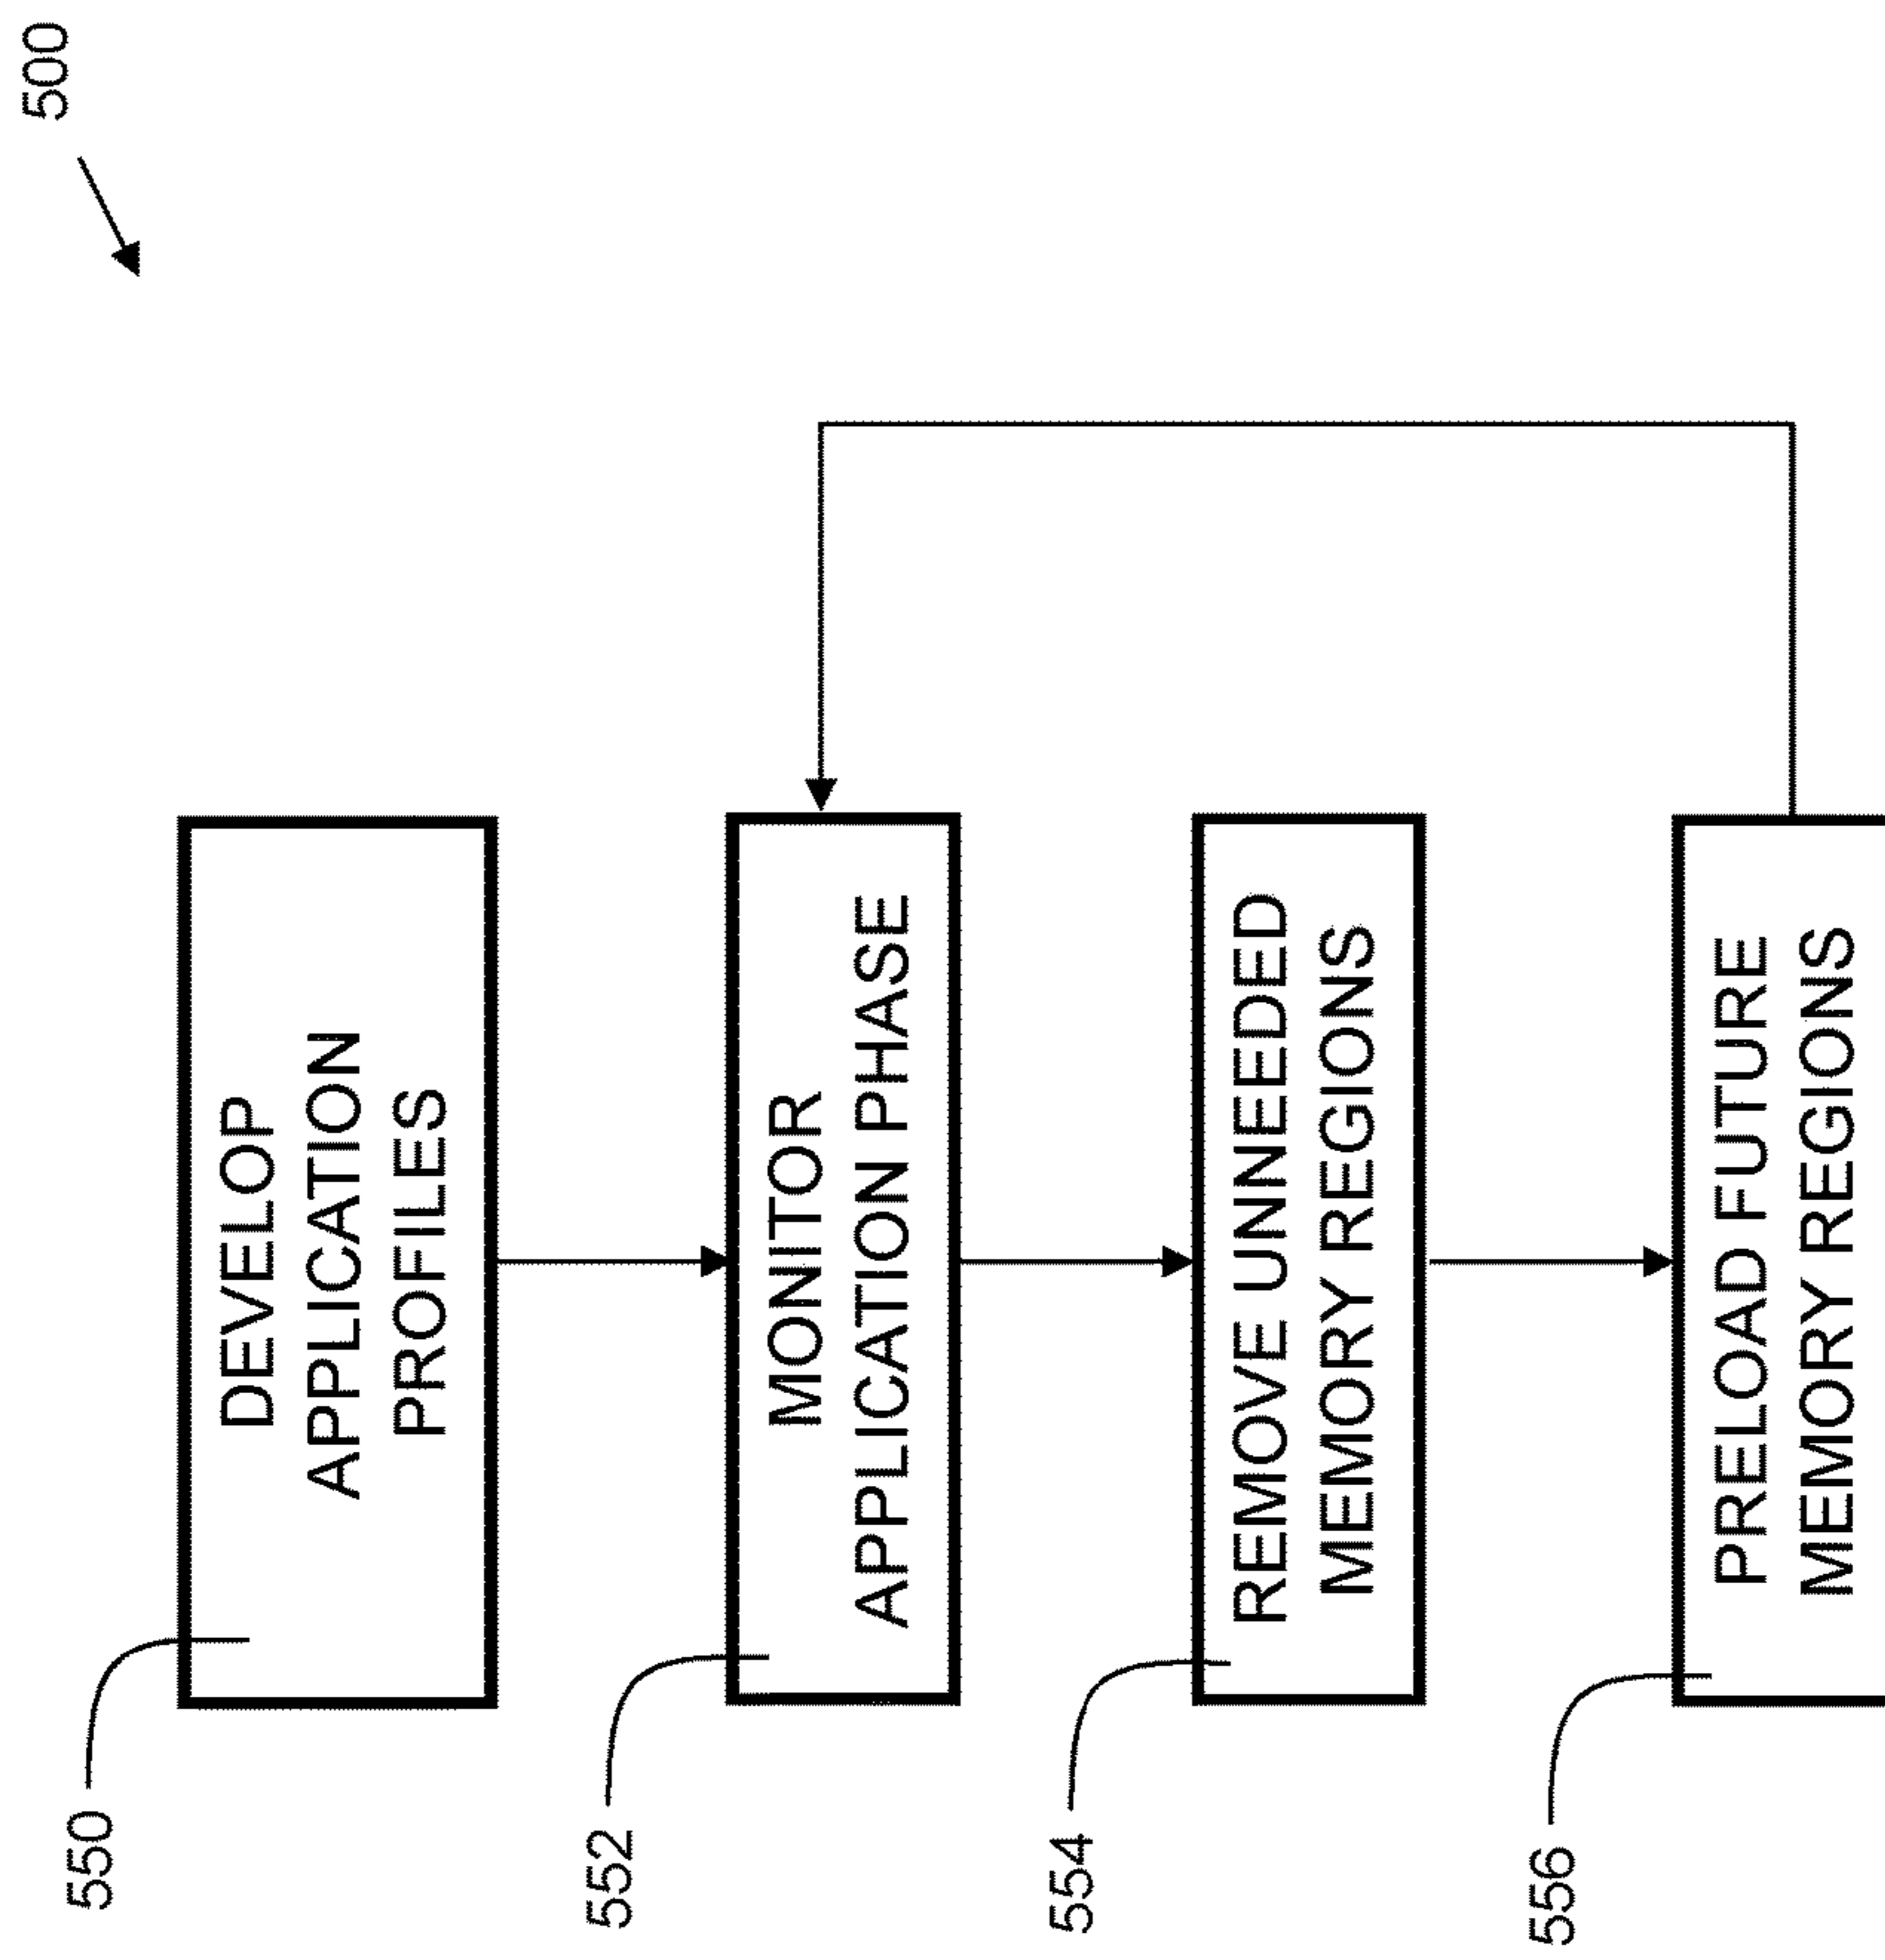 500
550
DEVELOP
APPLICATION
PROFILES
552
MONITOR
APPLICATION PHASE
554
REMOVE UNNEEDED
MEMORY REGIONS
556
PRELOAD FUTURE
MEMORY REGIONS